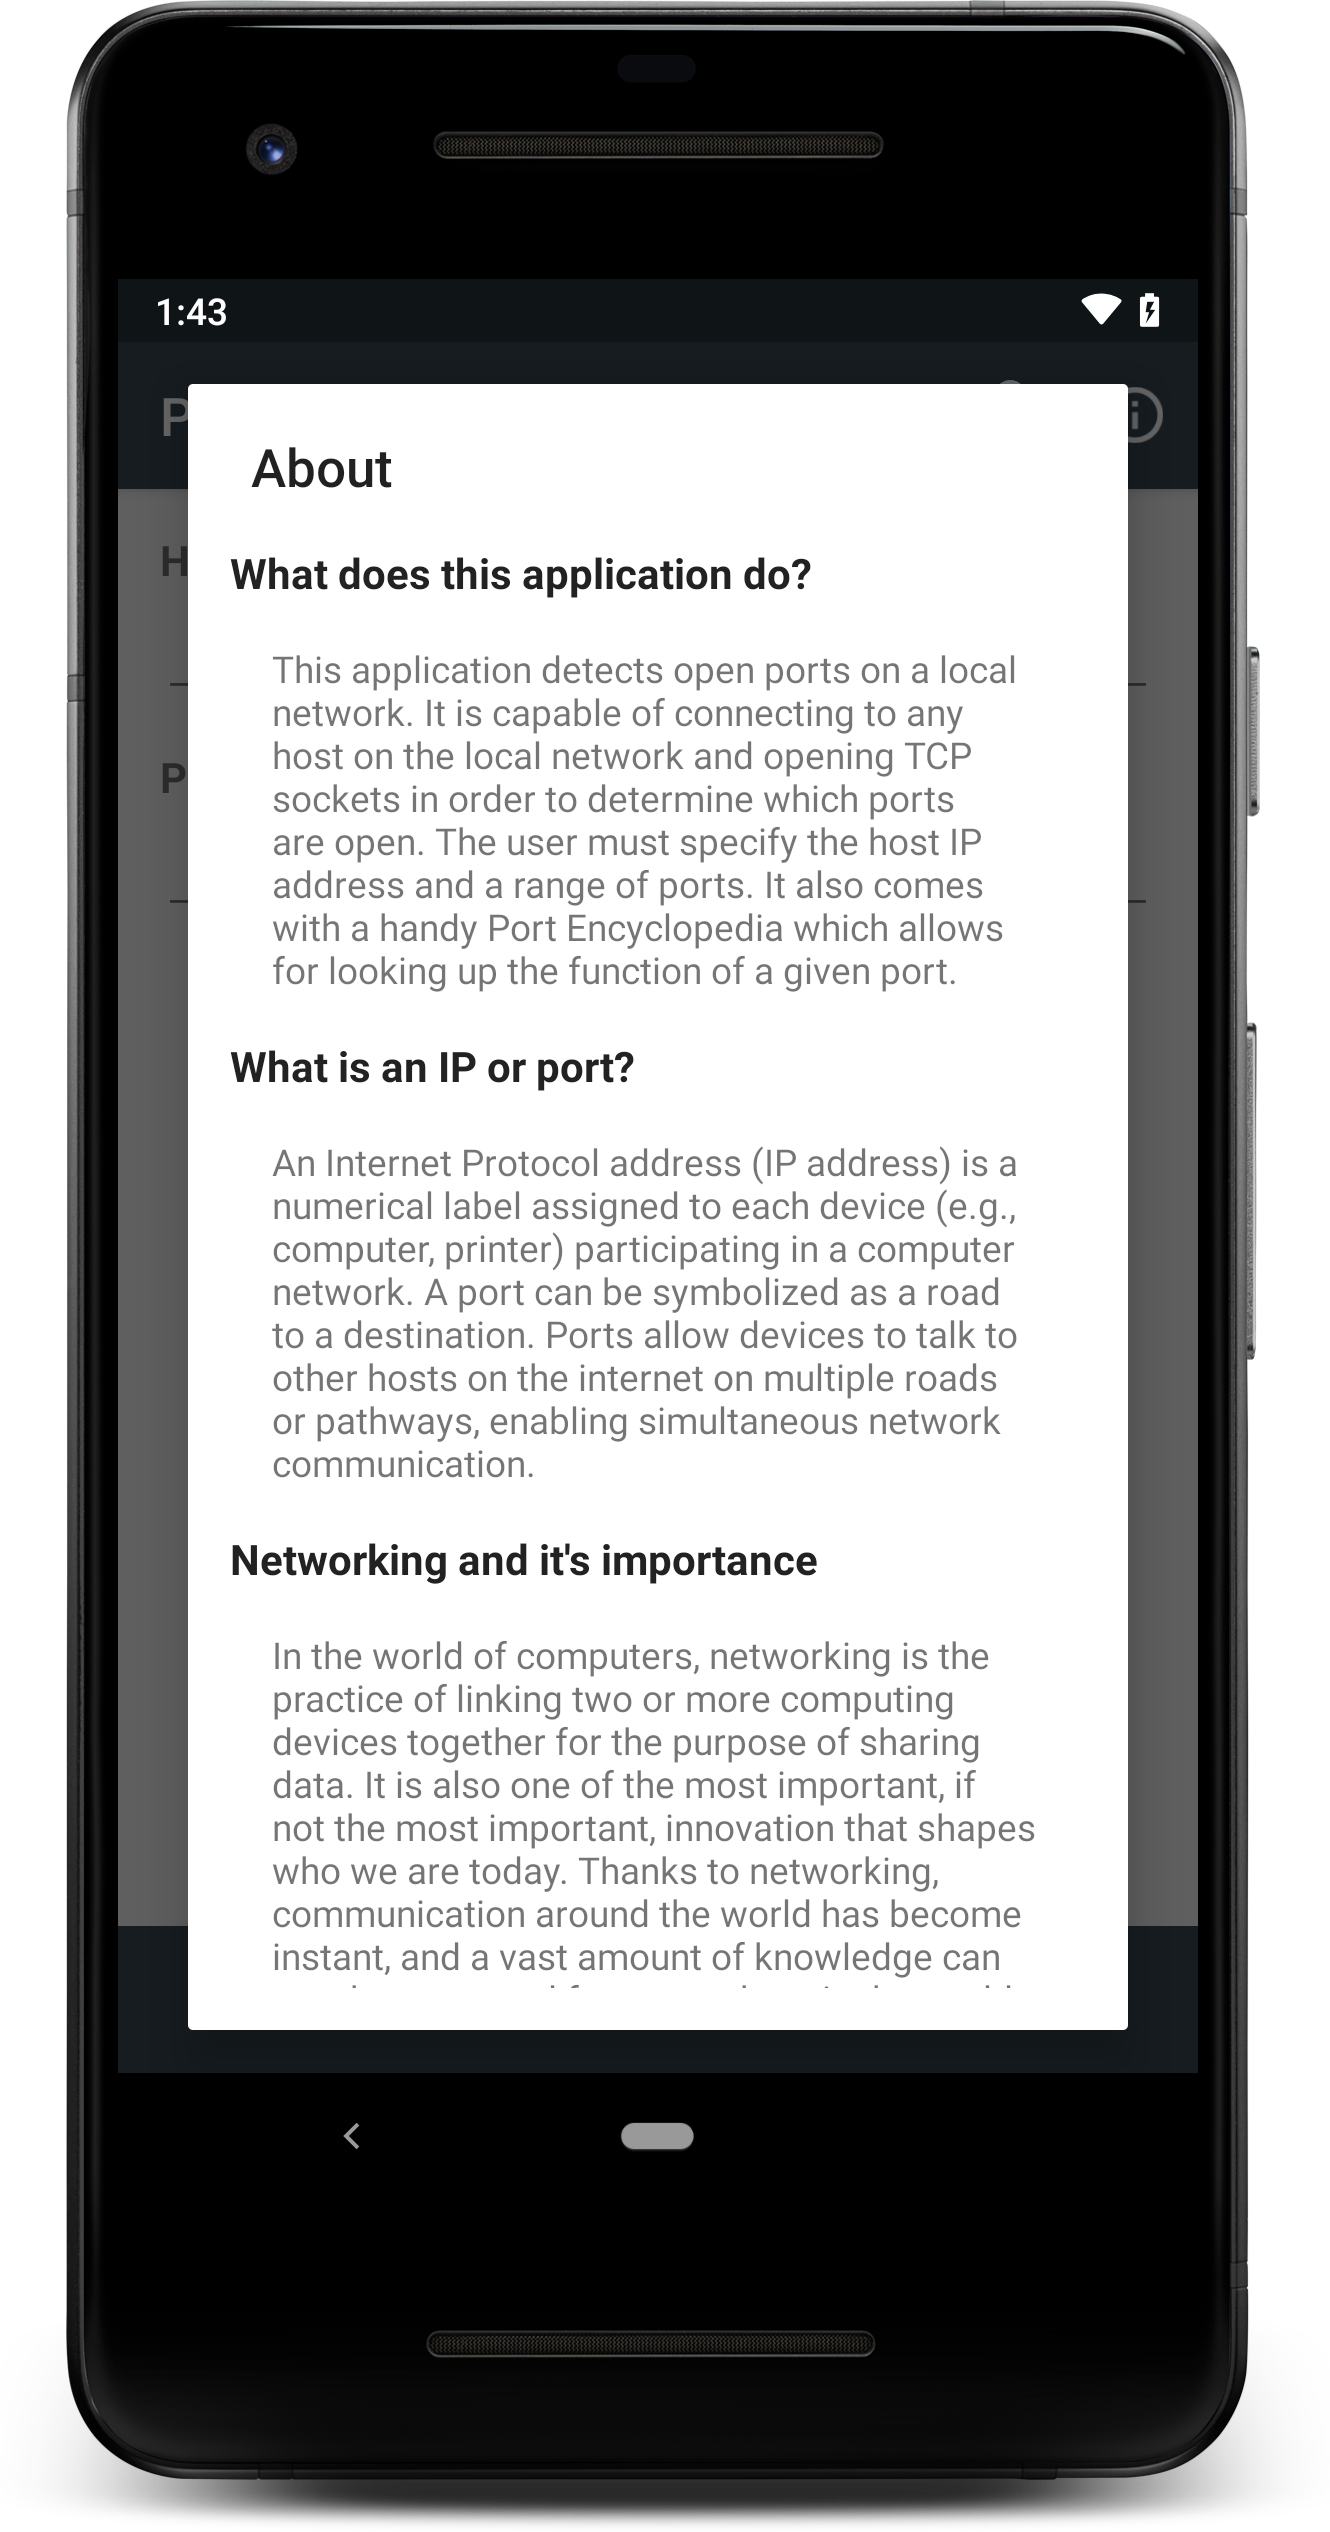 1:43
P
About
H
What does this application do?
This application detects open ports on a local
network. It is capable of connecting to any
host on the local network and opening TCP
sockets in order to determine which ports
are open. The user must specify the host IP
address and a range of ports. It also comes
with a handy Port Encyclopedia which allows
for looking up the function of a given port.
P
What is an IP or port?
An Internet Protocol address (IP address) is a
numerical label assigned to each device (e.g.,
computer, printer) participating in a computer
network. A port can be symbolized as a road
to a destination. Ports allow devices to talk to
other hosts on the internet on multiple roads
or pathways, enabling simultaneous network
communication.
Networking and it's importance
In the world of computers, networking is the
practice of linking two or more computing
devices together for the purpose of sharing
data. It is also one of the most important, if
not the most important, innovation that shapes
who we are today. Thanks to networking,
communication around the world has become
instant, and a vast amount of knowledge can